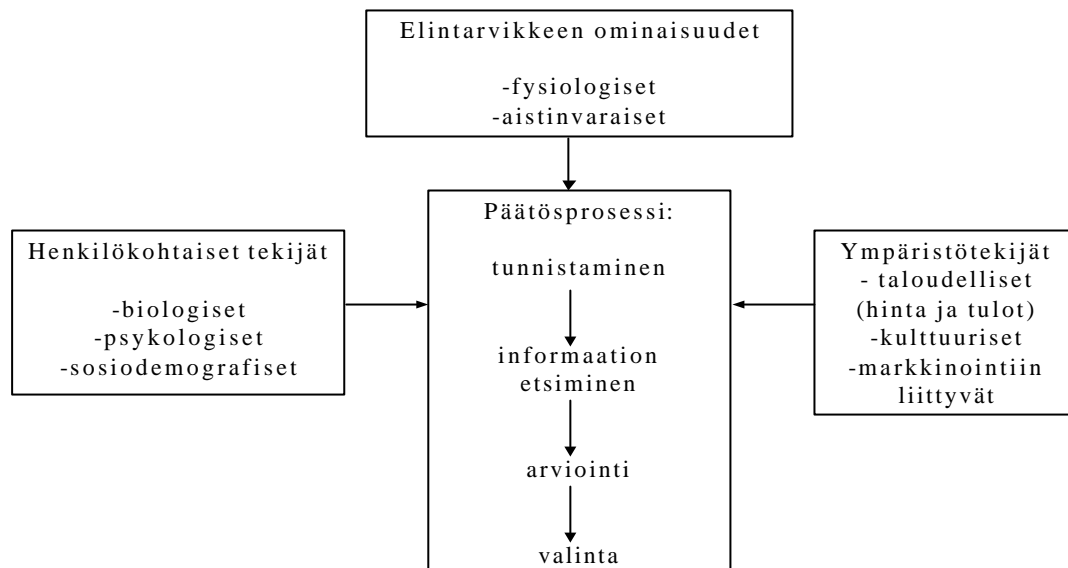 Elintarvikkeen ominaisuudet
-fysiologiset
-aistinvaraiset
Henkilökohtaiset tekijät
-biologiset
-psykologiset
-sosiodemografiset
Päätösprosessi:
tunnistaminen
informaation
etsiminen
arviointi
valinta
Ympäristötekijät
- taloudelliset
(hinta ja tulot)
-kulttuuriset
-markkinointiin
liittyvät